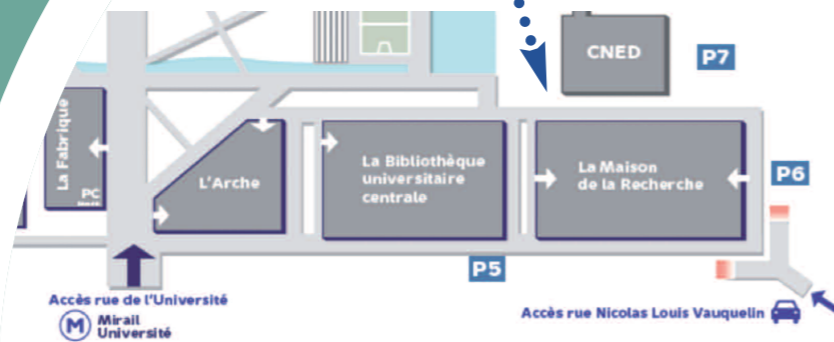 CNED
P7
La Fabrique
PC
L'Arche
La Bibliothèque
universitaire
centrale
La Maison
de la Recherche
P6
P5
Accès rue de l'Université
M Mirail
Université
Accès rue Nicolas Louis Vauquelin